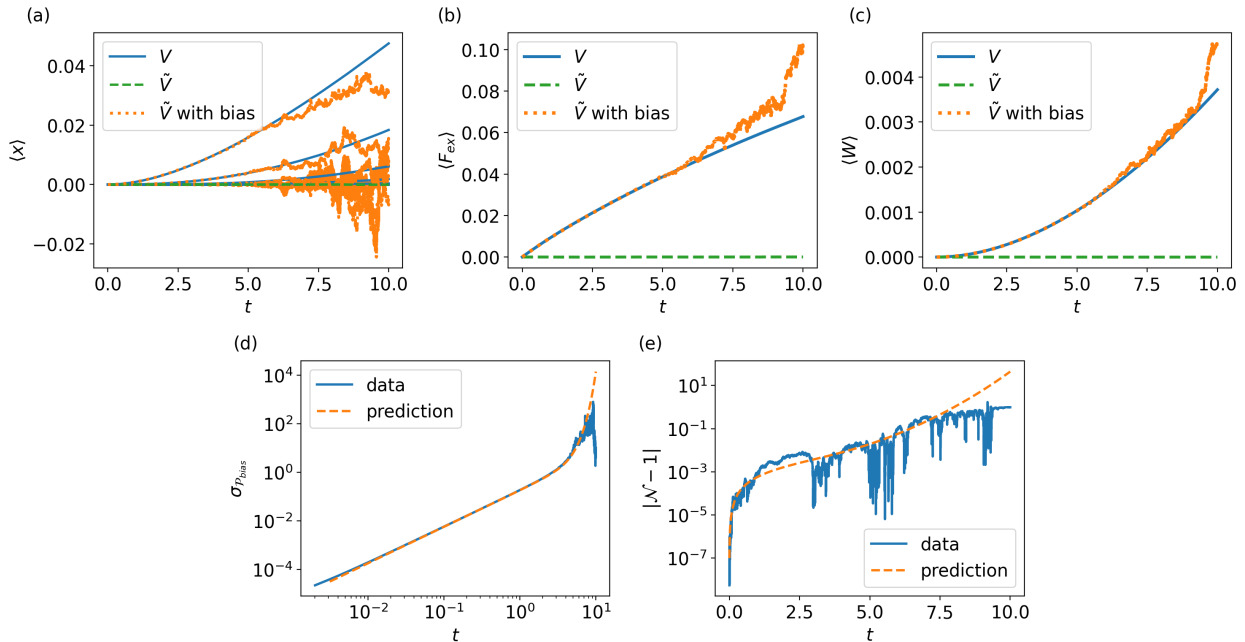 (a)
(b)
(c)
V
Ṽ
Ṽ with bias
0.04
0.02
0.00
−0.02
⟨x⟩
0.0 2.5 5.0 7.5 10.0
t
V
Ṽ
Ṽ with bias
0.10
0.08
0.06
0.04
0.02
0.00
⟨F_{ex}⟩
0.0 2.5 5.0 7.5 10.0
t
V
Ṽ
Ṽ with bias
0.004
0.003
0.002
0.001
0.000
⟨W⟩
0.0 2.5 5.0 7.5 10.0
t
(d)
(e)
data
prediction
10^4
10^2
10^0
10^{−2}
10^{−4}
σ_{𝒫_{bias}}
10^{−2} 10^{−1} 10^0 10^1
t
10^1
10^{−1}
10^{−3}
10^{−5}
10^{−7}
|𝒩 − 1|
data
prediction
0.0 2.5 5.0 7.5 10.0
t